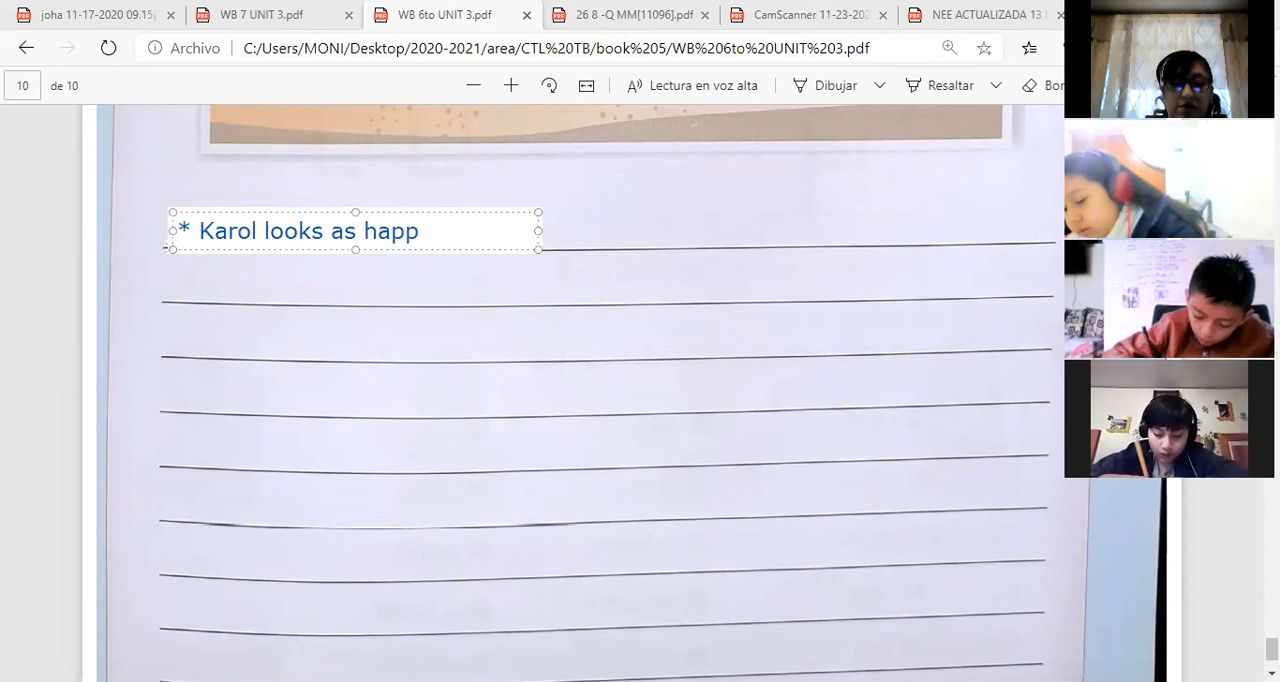 joha 11-17-2020 09.15(
WB 7 UNIT 3.pdf
WB 6to UNIT 3.pdf
26 8 -Q MM[11096].pdf
CamScanner 11-23-202
NEE ACTUALIZADA 13
Archivo
C:/Users/MONI/Desktop/2020-2021/area/CTL%20TB/book%205/WB%206to%20UNIT%203.pdf
10 de 10
Lectura en voz alta
Dibujar
Resaltar
Bor
* Karol looks as happ